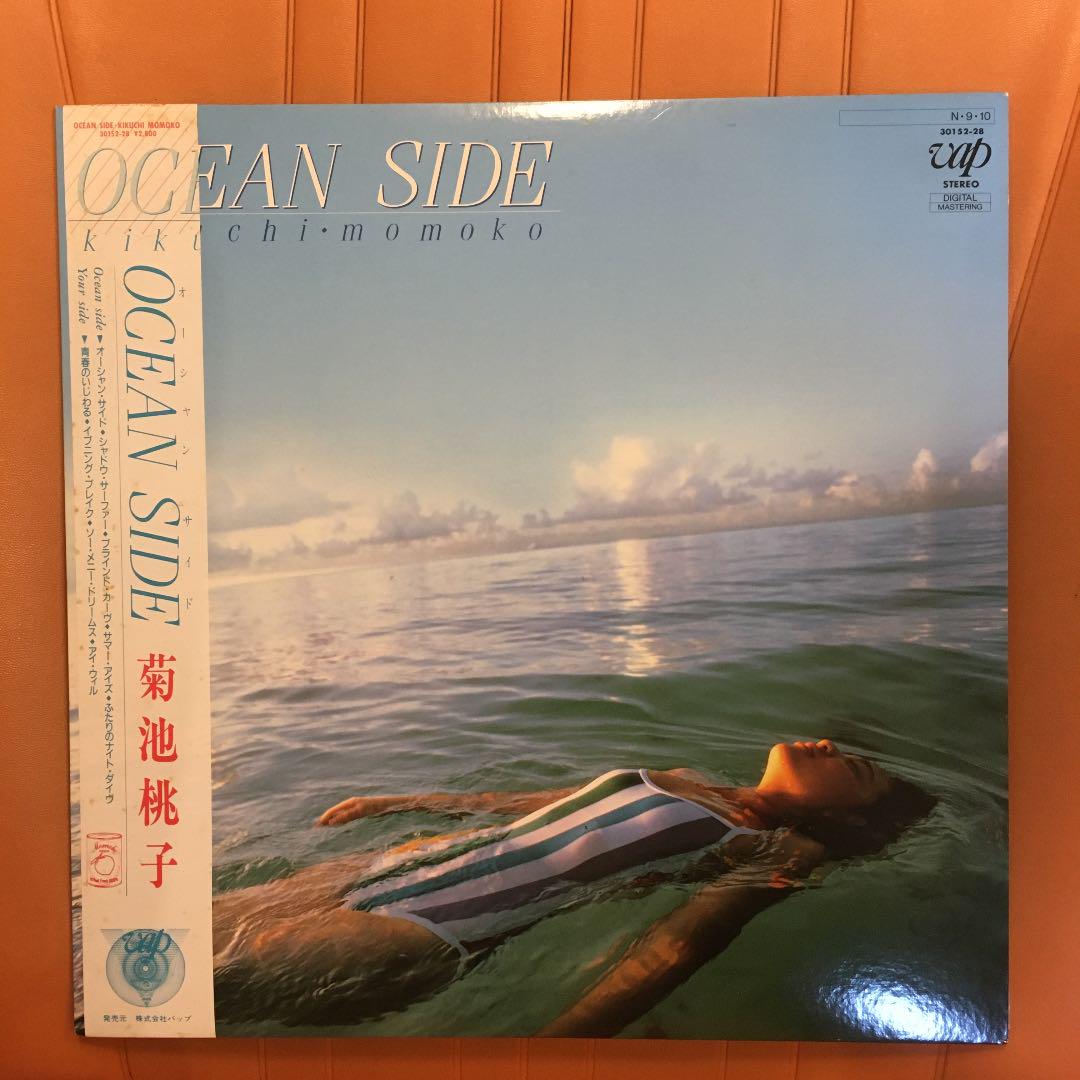 OCEAN SIDE/KIKUCHI MOMOKO
30152-28 ¥2,800
OCEAN SIDE
kikuchi・momoko
N・9・10
30152-28
vap
STEREO
DIGITAL
MASTERING
オーシャンサイド
OCEAN SIDE
菊池桃子
Ocean side▼オーシャン・サイド◆シャドウ・サーファー◆ブラインド・カーヴ◆サマー・アイズ◆ふたりのナイト・ダイヴ
Your side▼青春のいじわる◆イブニング・ブレイク◆ソー・メニー・ドリームス◆アイ・ウィル
Momoko
vap
発売元 株式会社バップ